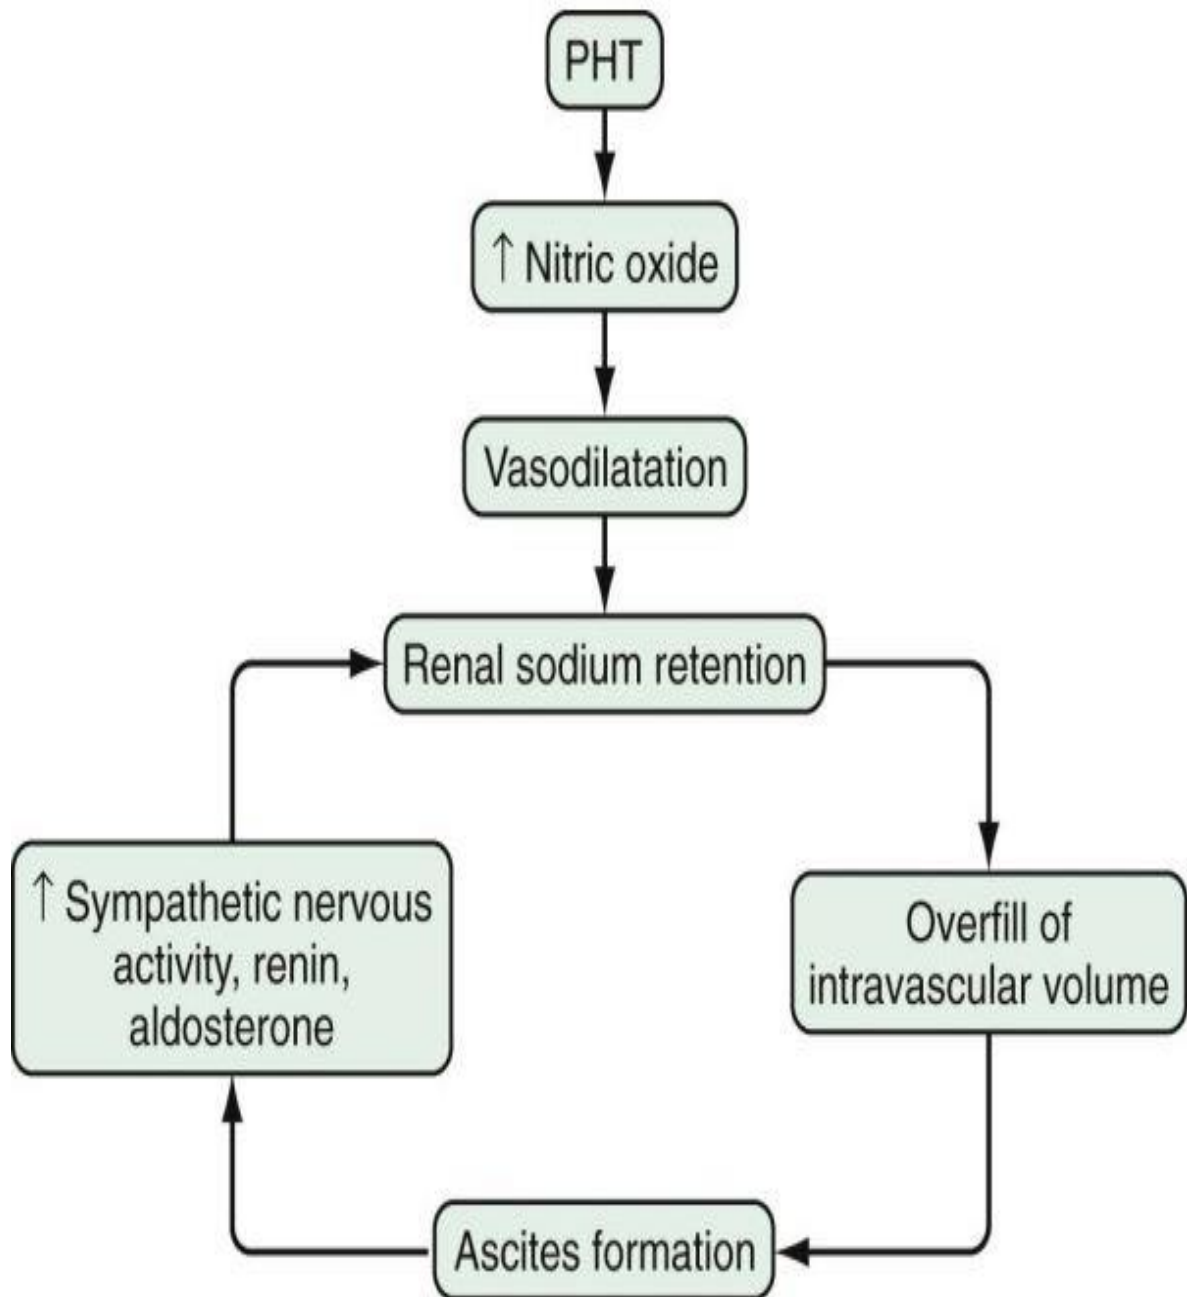 PHT
↑ Nitric oxide
Vasodilatation
Renal sodium retention
↑ Sympathetic nervous
activity, renin,
aldosterone
Overfill of
intravascular volume
Ascites formation